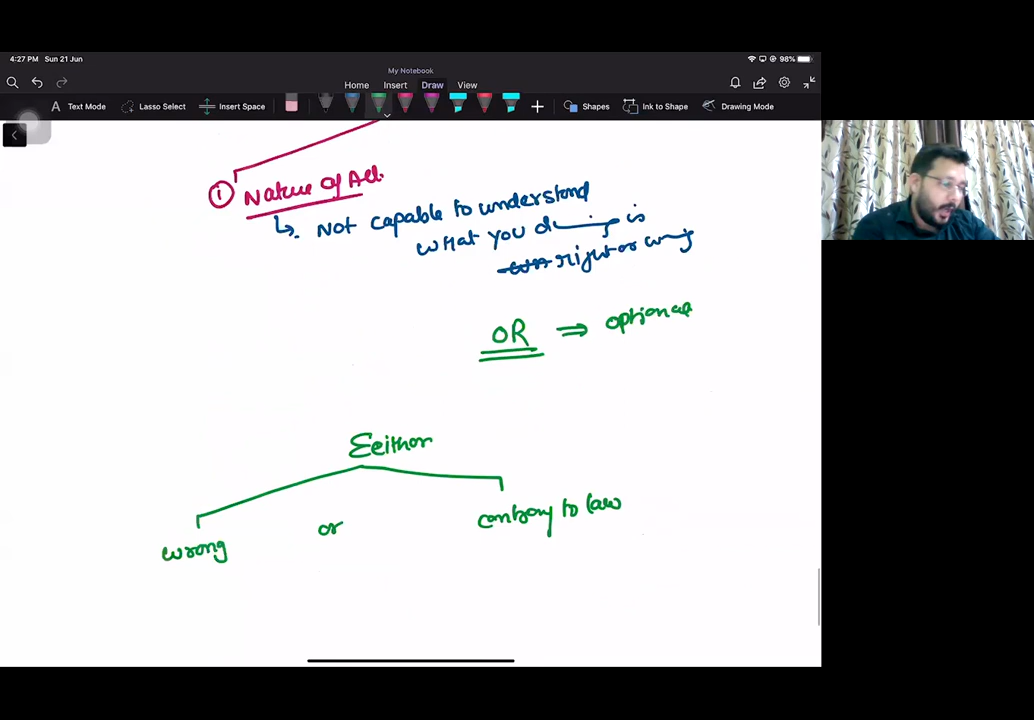 4:27 PM Sun 21 Jun
98%
My Notebook
Home Insert Draw View
Text Mode Lasso Select Insert Space Shapes Ink to Shape Drawing Mode
① Nature of Act.
Not capable to understand
what you is
right or wrong
OR ⇒ optional
Eeither
wrong or contrary to law